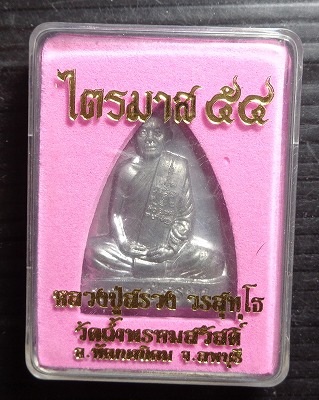 ไตรมาส ๕๔
หลวงปู่สรวง วรสุทฺโธ
วัดถ้ำพรหมสวัสดิ์
อ.พัฒนานิคม จ.ลพบุรี